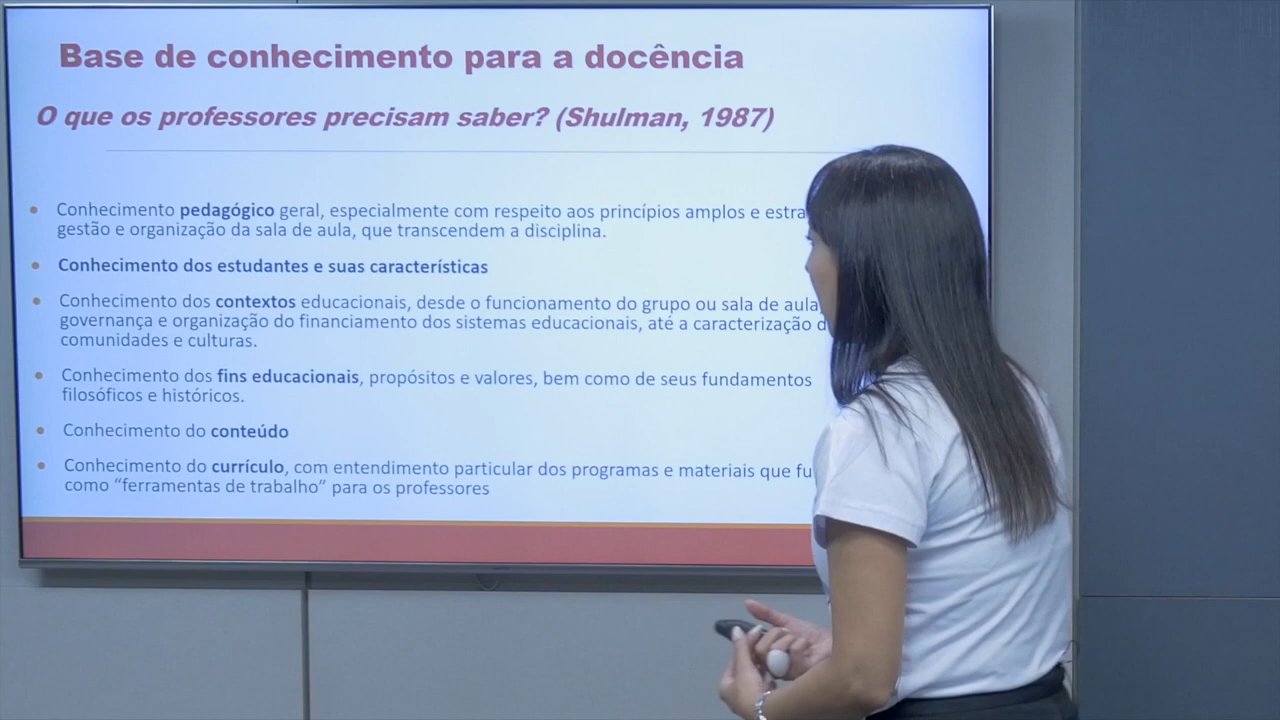 Base de conhecimento para a docência
O que os professores precisam saber? (Shulman, 1987)
• Conhecimento pedagógico geral, especialmente com respeito aos princípios amplos e
gestão e organização da sala de aula, que transcendem a disciplina.
• Conhecimento dos estudantes e suas características
• Conhecimento dos contextos educacionais, desde o funcionamento do grupo ou sala de aula,
governança e organização do financiamento dos sistemas educacionais, até a caracterização
comunidades e culturas.
• Conhecimento dos fins educacionais, propósitos e valores, bem como de seus fundamentos
filosóficos e históricos.
• Conhecimento do conteúdo
• Conhecimento do currículo, com entendimento particular dos programas e materiais que
como “ferramentas de trabalho” para os professores